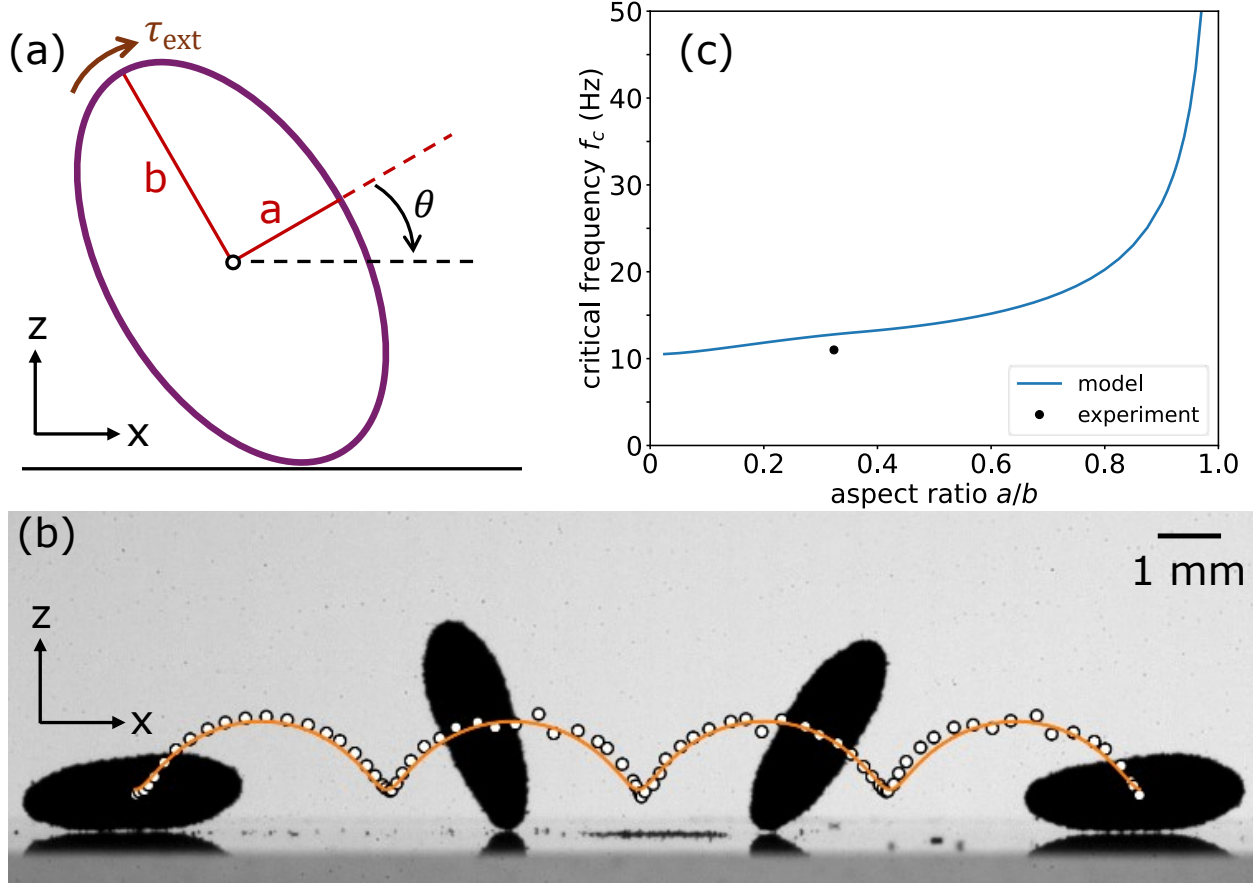 (a)
τext
b
a
θ
z
x
(c)
critical frequency fc (Hz)
50
40
30
20
10
0
0
0.2
0.4
0.6
0.8
1.0
aspect ratio a/b
model
experiment
(b)
1 mm
z
x